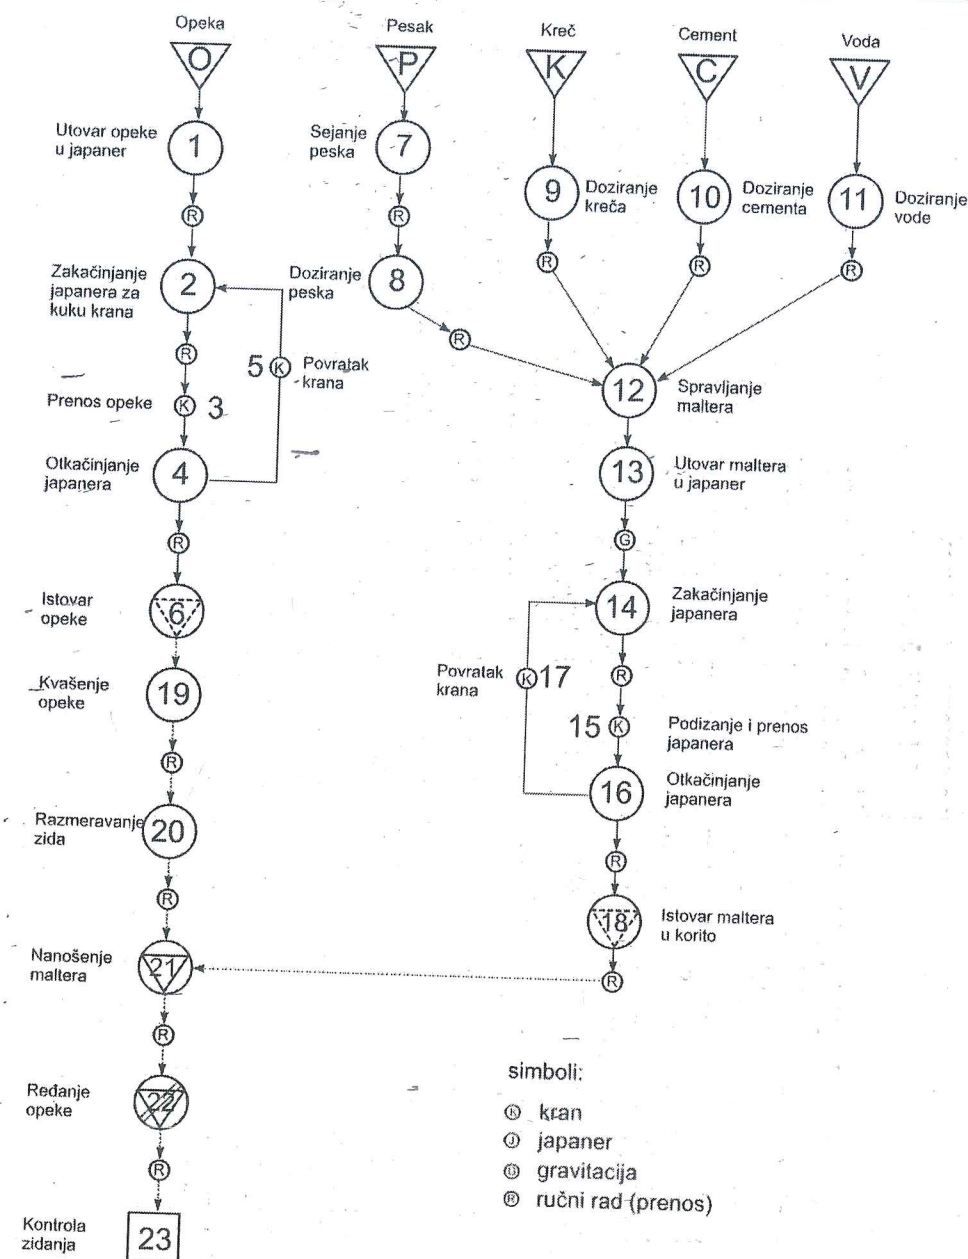 Opeka
O
Pesak
P
Kreč
K
Cement
C
Voda
V
Utovar opeke
u japaner
1
R
Zakačinjanje
japanera za
kuku krana
2
R
Prenos opeke
K
3
5
K
Povratak
krana
Otkačinjanje
japanera
4
R
Istovar
opeke
6
Kvašenje
opeke
19
R
Razmeravanje
zida
20
R
Nanošenje
maltera
21
R
Ređanje
opeke
22
R
Kontrola
zidanja
23
Sejanje
peska
7
R
Doziranje
peska
8
R
9
Doziranje
kreča
R
10
Doziranje
cementa
R
11
Doziranje
vode
R
12
Spravljanje
maltera
13
Utovar maltera
u japaner
G
14
Zakačinjanje
japanera
R
Povratak
krana
K
17
15
K
Podizanje i prenos
japanera
16
Otkačinjanje
japanera
R
18
Istovar maltera
u korito
R
simboli:
K kran
J japaner
G gravitacija
R ručni rad (prenos)